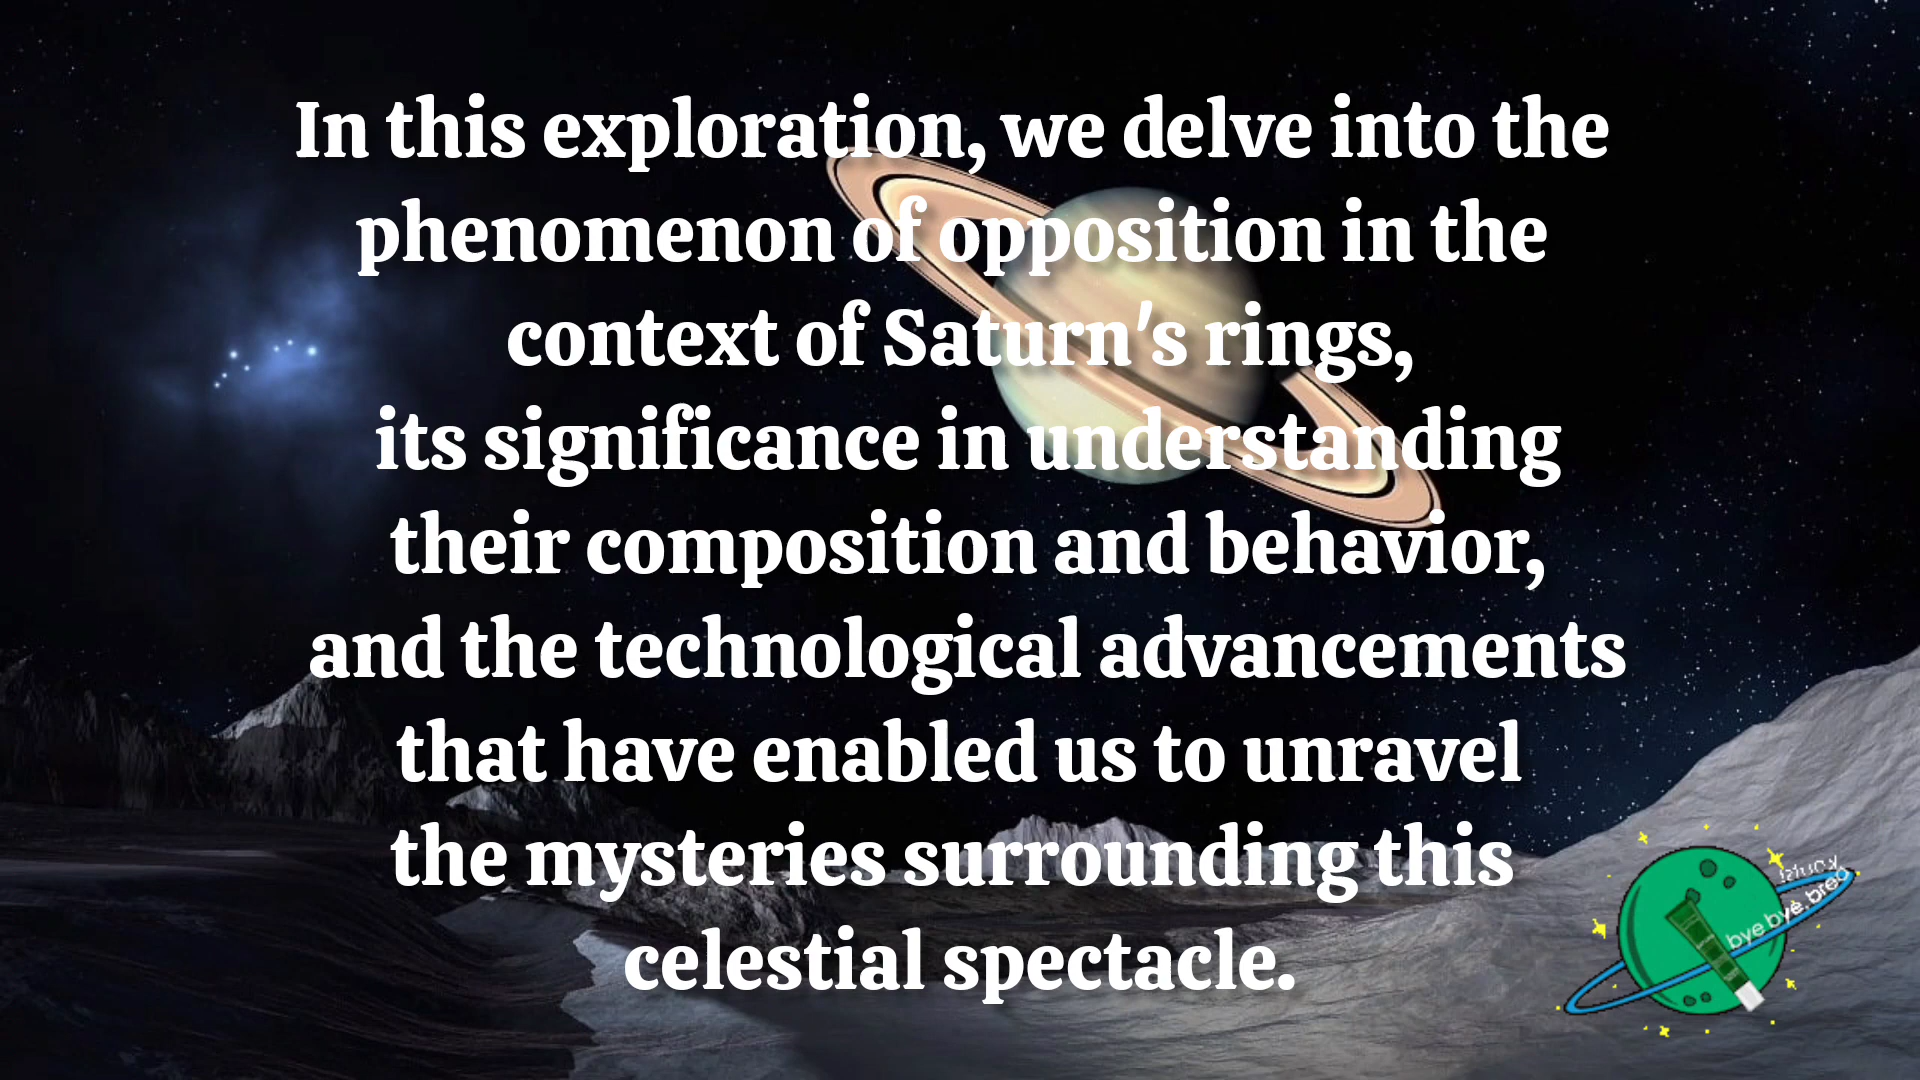 In this exploration, we delve into the
phenomenon of opposition in the
context of Saturn's rings,
its significance in understanding
their composition and behavior,
and the technological advancements
that have enabled us to unravel
the mysteries surrounding this
celestial spectacle.
bye bye,